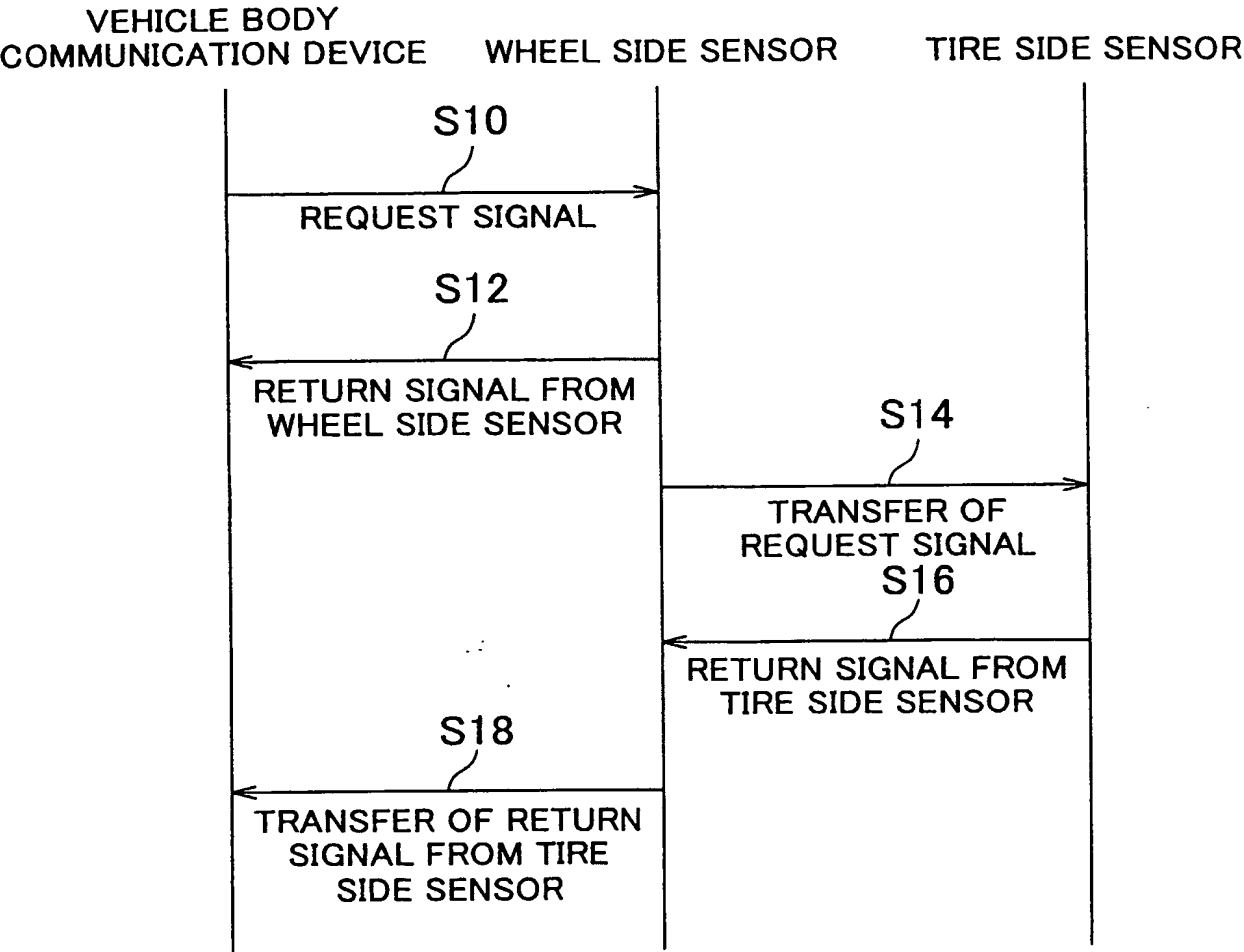 VEHICLE BODY
COMMUNICATION DEVICE
WHEEL SIDE SENSOR
TIRE SIDE SENSOR
S10
REQUEST SIGNAL
S12
RETURN SIGNAL FROM
WHEEL SIDE SENSOR
S14
TRANSFER OF
REQUEST SIGNAL
S16
RETURN SIGNAL FROM
TIRE SIDE SENSOR
S18
TRANSFER OF RETURN
SIGNAL FROM TIRE
SIDE SENSOR